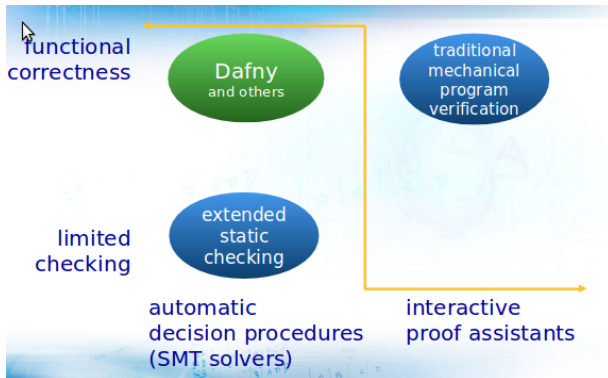 functional
correctness
Dafny
and others
traditional
mechanical
program
verification
limited
checking
extended
static
checking
automatic
decision procedures
(SMT solvers)
interactive
proof assistants